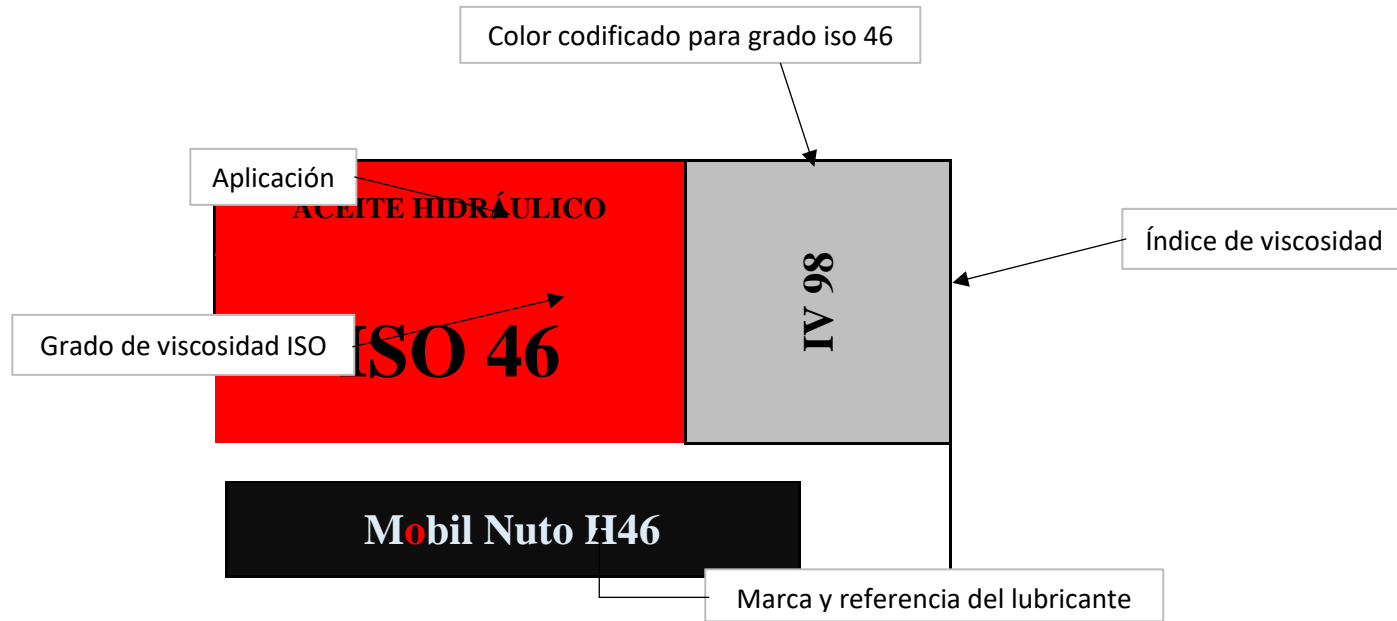 Color codificado para grado iso 46
Aplicación
ACEITE HIDRÁULICO
Índice de viscosidad
IV 98
Grado de viscosidad ISO
ISO 46
Mobil Nuto H46
Marca y referencia del lubricante